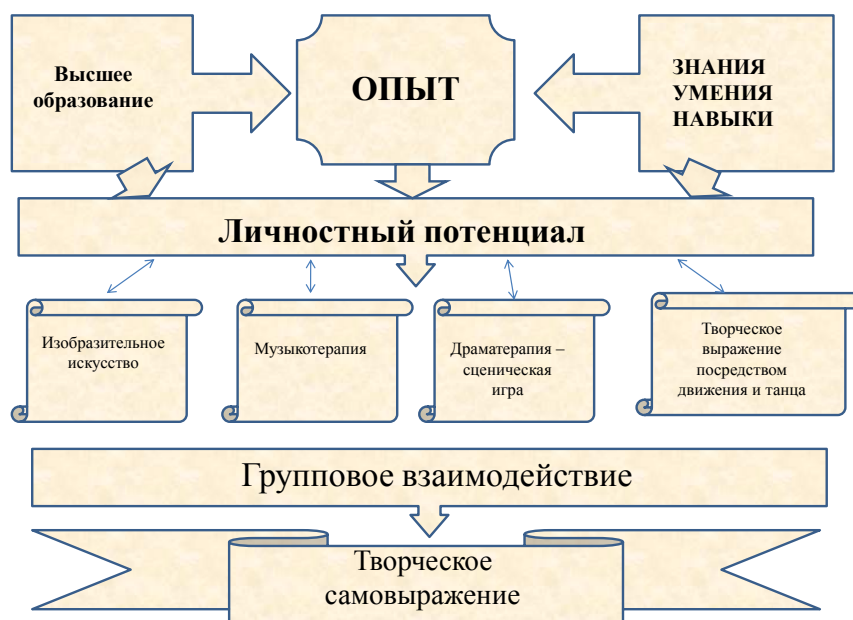 Высшее
образование
ОПЫТ
ЗНАНИЯ
УМЕНИЯ
НАВЫКИ
Личностный потенциал
Изобразительное
искусство
Музыкотерапия
Драматерапия –
сценическая
игра
Творческое
выражение
посредством
движения и танца
Групповое взаимодействие
Творческое
самовыражение